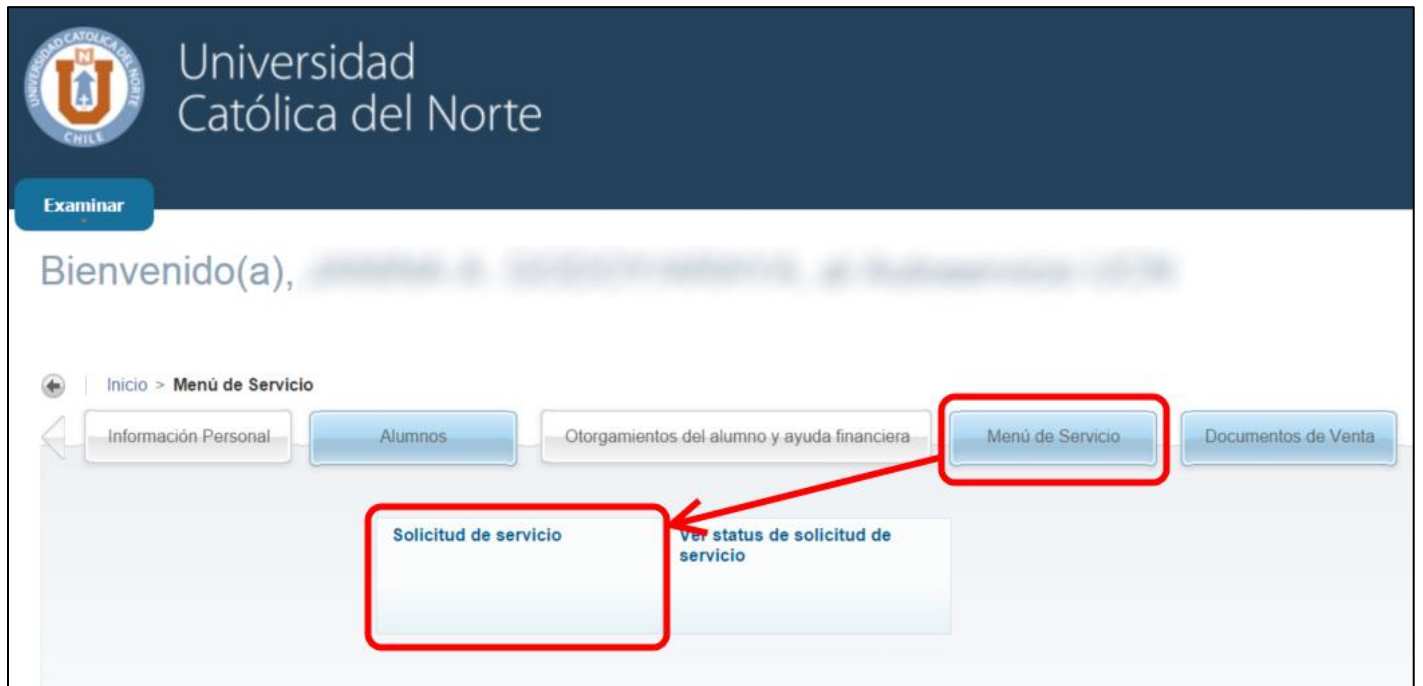 UNIVERSIDAD CATOLICA DEL NORTE
CHILE
Universidad
Católica del Norte
Examinar
Bienvenido(a),
Inicio > Menú de Servicio
Información Personal
Alumnos
Otorgamientos del alumno y ayuda financiera
Menú de Servicio
Documentos de Venta
Solicitud de servicio
Ver status de solicitud de
servicio